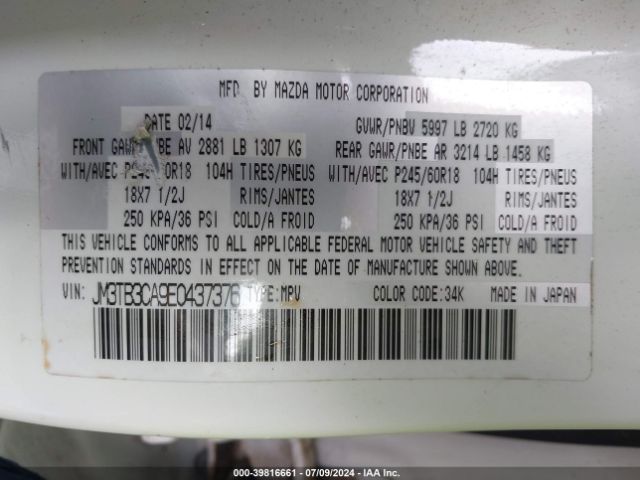 MFD. BY MAZDA MOTOR CORPORATION
DATE 02/14 GVWR/PNBV 5997 LB 2720 KG
FRONT GAWR/PNBE AV 2881 LB 1307 KG REAR GAWR/PNBE AR 3214 LB 1458 KG
WITH/AVEC P245/60R18 104H TIRES/PNEUS WITH/AVEC P245/60R18 104H TIRES/PNEUS
18X7 1/2J RIMS/JANTES 18X7 1/2J RIMS/JANTES
250 KPA/36 PSI COLD/A FROID 250 KPA/36 PSI COLD/A FROID
THIS VEHICLE CONFORMS TO ALL APPLICABLE FEDERAL MOTOR VEHICLE SAFETY AND THEFT
PREVENTION STANDARDS IN EFFECT ON THE DATE OF MANUFACTURE SHOWN ABOVE.
VIN: JM3TB3CA9E0437376 TYPE: MPV COLOR CODE: 34K MADE IN JAPAN
000-39816661 | 07/09/2024 | IAA Inc.